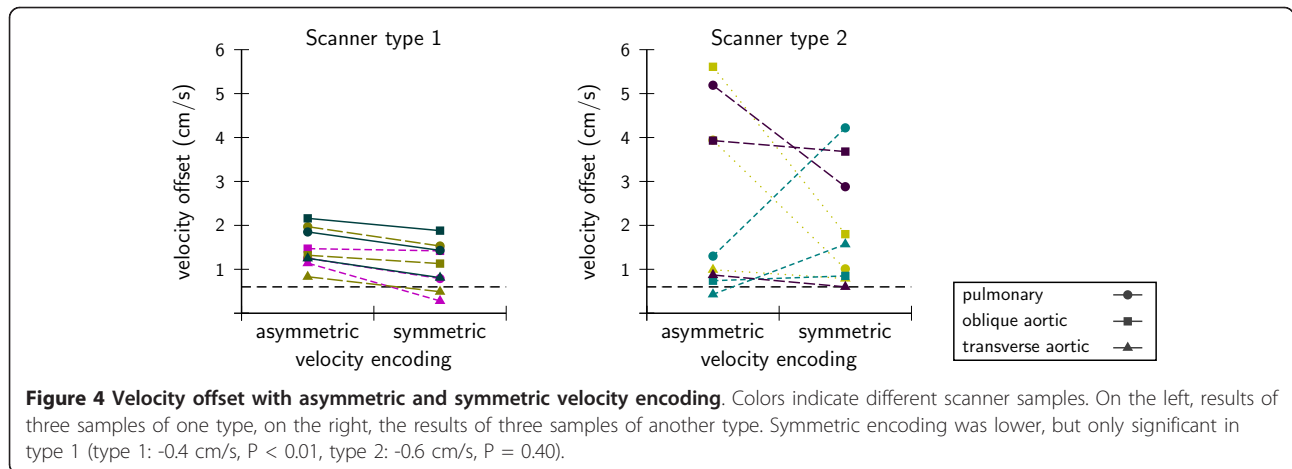 Scanner type 1
6
5
4
3
2
1
velocity offset (cm/s)
asymmetric symmetric
velocity encoding
Scanner type 2
6
5
4
3
2
1
velocity offset (cm/s)
asymmetric symmetric
velocity encoding
pulmonary
oblique aortic
transverse aortic
Figure 4 Velocity offset with asymmetric and symmetric velocity encoding. Colors indicate different scanner samples. On the left, results of
three samples of one type, on the right, the results of three samples of another type. Symmetric encoding was lower, but only significant in
type 1 (type 1: -0.4 cm/s, P < 0.01, type 2: -0.6 cm/s, P = 0.40).